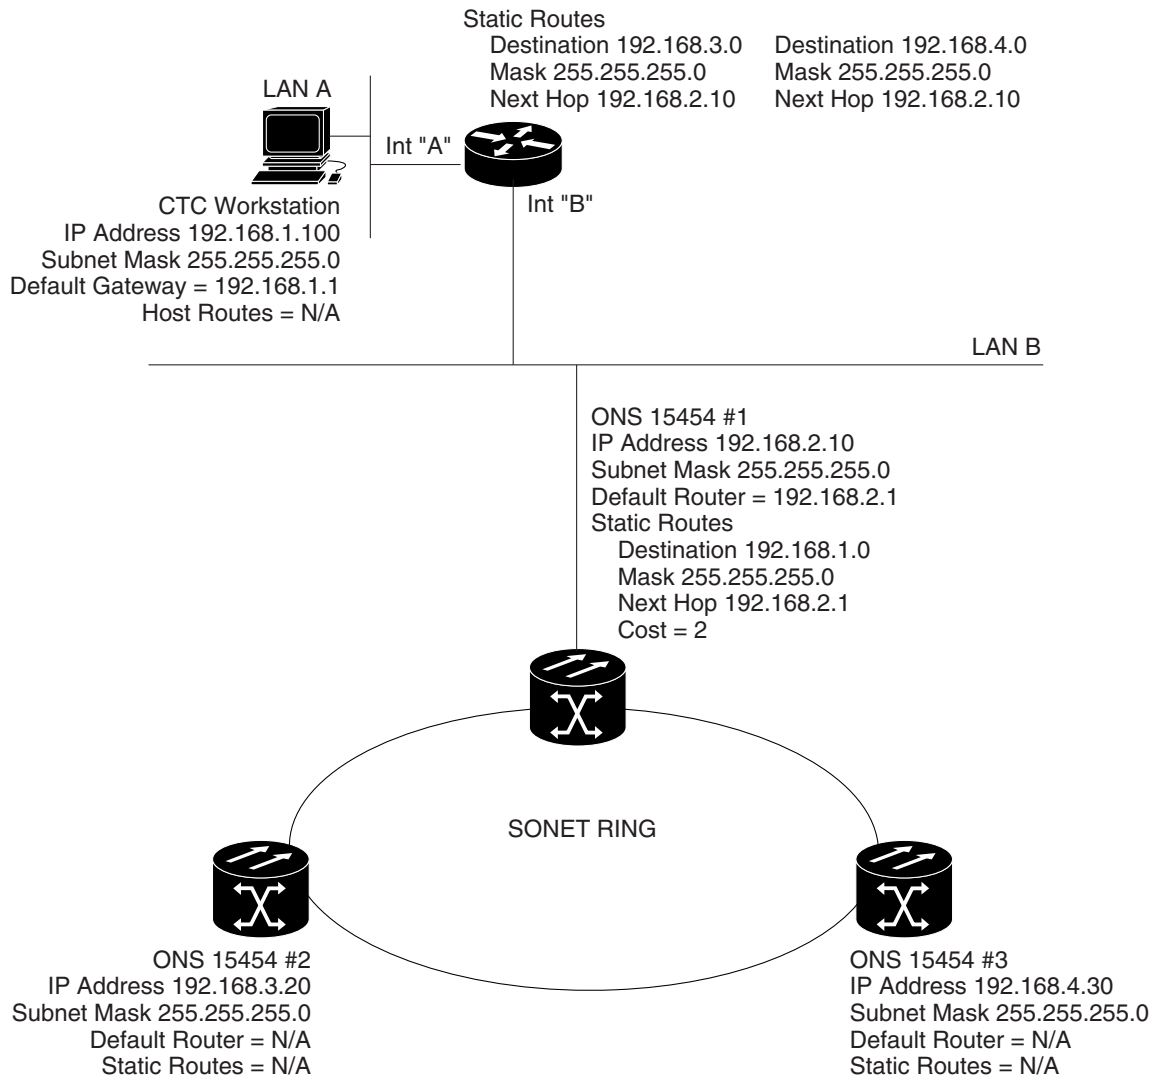 Static Routes
Destination 192.168.3.0
Mask 255.255.255.0
Next Hop 192.168.2.10
Destination 192.168.4.0
Mask 255.255.255.0
Next Hop 192.168.2.10
LAN A
Int "A"
Int "B"
CTC Workstation
IP Address 192.168.1.100
Subnet Mask 255.255.255.0
Default Gateway = 192.168.1.1
Host Routes = N/A
LAN B
ONS 15454 #1
IP Address 192.168.2.10
Subnet Mask 255.255.255.0
Default Router = 192.168.2.1
Static Routes
Destination 192.168.1.0
Mask 255.255.255.0
Next Hop 192.168.2.1
Cost = 2
SONET RING
ONS 15454 #2
IP Address 192.168.3.20
Subnet Mask 255.255.255.0
Default Router = N/A
Static Routes = N/A
ONS 15454 #3
IP Address 192.168.4.30
Subnet Mask 255.255.255.0
Default Router = N/A
Static Routes = N/A